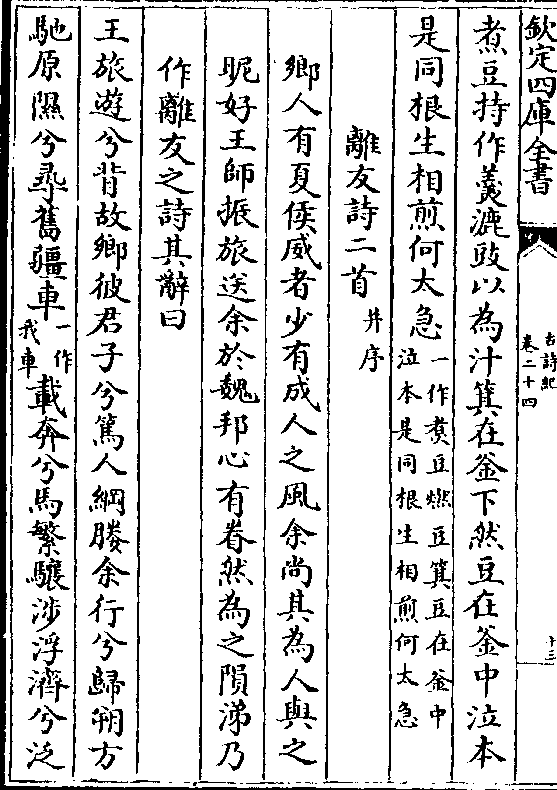 欽定四庫全書
古詩紀
卷二十四
十三
煮豆持作羹漉豉以為汁萁在釜下然豆在釜中泣本
是同根生相煎何太急
一作煑豆燃豆箕豆在釜中
泣本是同根生相煎何太急
離友詩二首
并序
鄉人有夏侯威者少有成人之風余尚其為人與之
昵好王師振旅送余於魏邦心有眷然為之隕涕乃
作離友之詩其辭曰
王旅遊兮背故鄉彼君子兮篤人綱媵余行兮歸朔方
馳原隰兮尋舊疆車
一作
我車
載奔兮馬繁驤涉浮濟兮泛